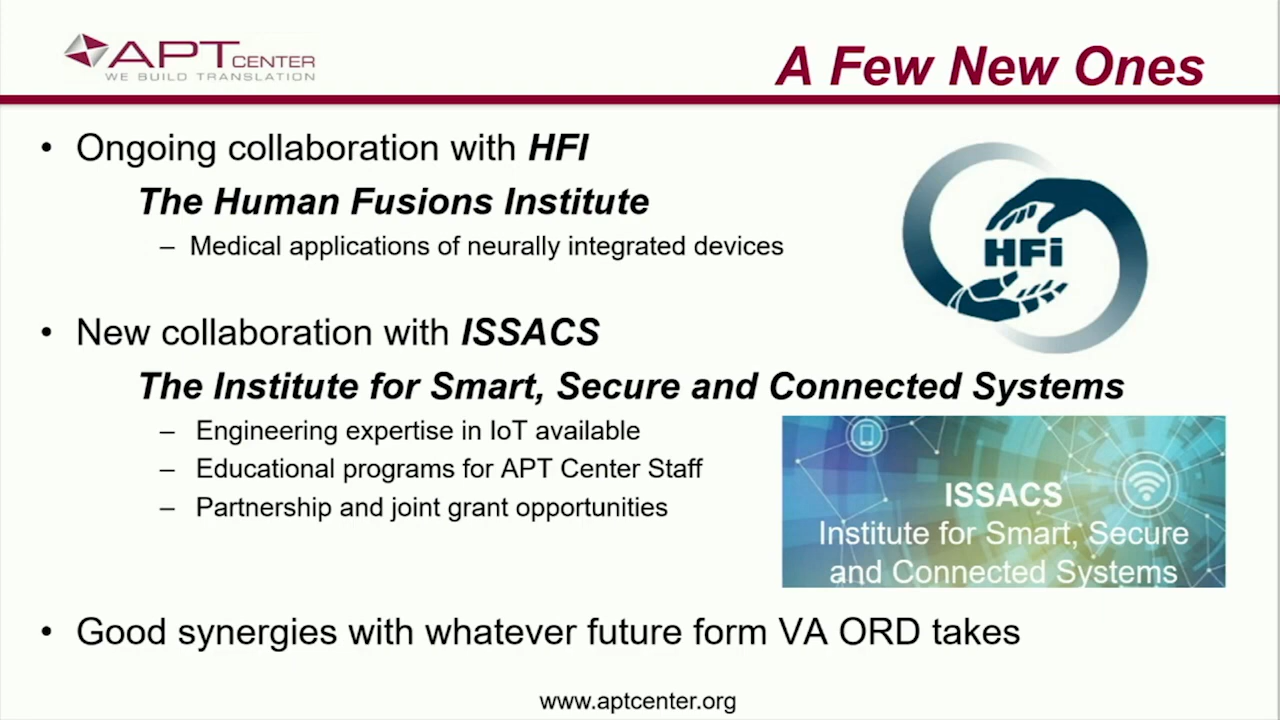 APT CENTER
WE BUILD TRANSLATION
A Few New Ones
• Ongoing collaboration with HFI
The Human Fusions Institute
– Medical applications of neurally integrated devices
HFi
• New collaboration with ISSACS
The Institute for Smart, Secure and Connected Systems
– Engineering expertise in IoT available
– Educational programs for APT Center Staff
– Partnership and joint grant opportunities
ISSACS
Institute for Smart, Secure
and Connected Systems
• Good synergies with whatever future form VA ORD takes
www.aptcenter.org